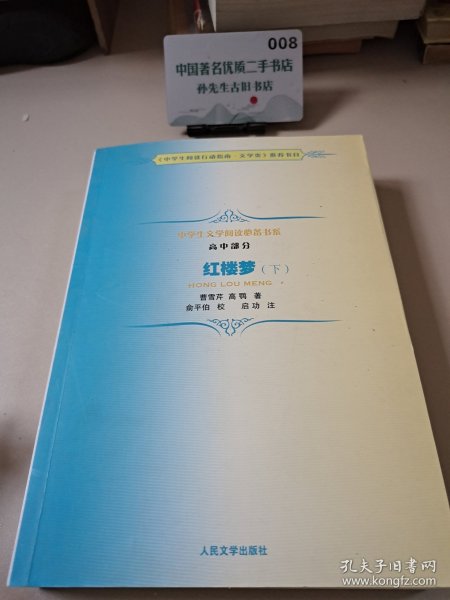 008
中国著名优质二手书店
孙先生古旧书店
《中学生阅读行动指南·文学类》推荐书目
中学生文学阅读必备书系
高中部分
红楼梦(下)
HONG LOU MENG
曹雪芹 高鹗 著
俞平伯 校 启功 注
人民文学出版社
孔夫子旧书网
www.kongfz.com